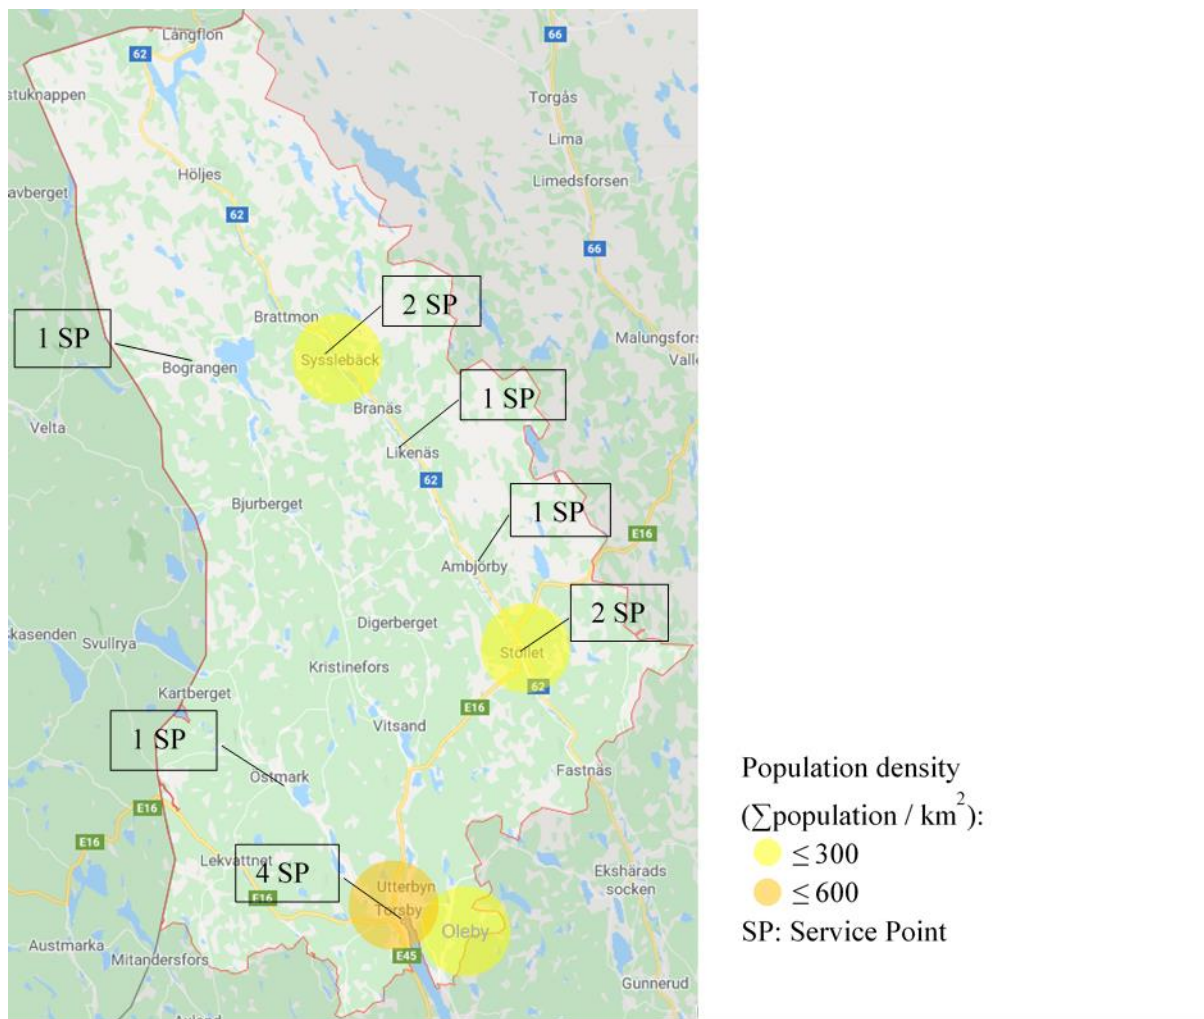 Långflon
66
62
stuknappen
Torgås
Lima
Höljes
Limedsforsen
avberget
62
66
2 SP
Brattmon
1 SP
Malungsfors
Sysslebäck
Valle
Bograngen
1 SP
Branäs
Velta
Likenäs
62
Bjurberget
1 SP
E16
Ambjörby
2 SP
Digerberget
Skasenden
Svullrya
Stöllet
Kristinefors
62
Kartberget
E16
1 SP
Vitsand
Östmark
Fastnäs
E16
E16
Lekvattnet
4 SP
Ekshärads
socken
Utterbyn
E16
Torsby
Oleby
Austmarka
Mitandersfors
E45
Gunnerud
Population density
(∑population / km²):
≤ 300
≤ 600
SP: Service Point